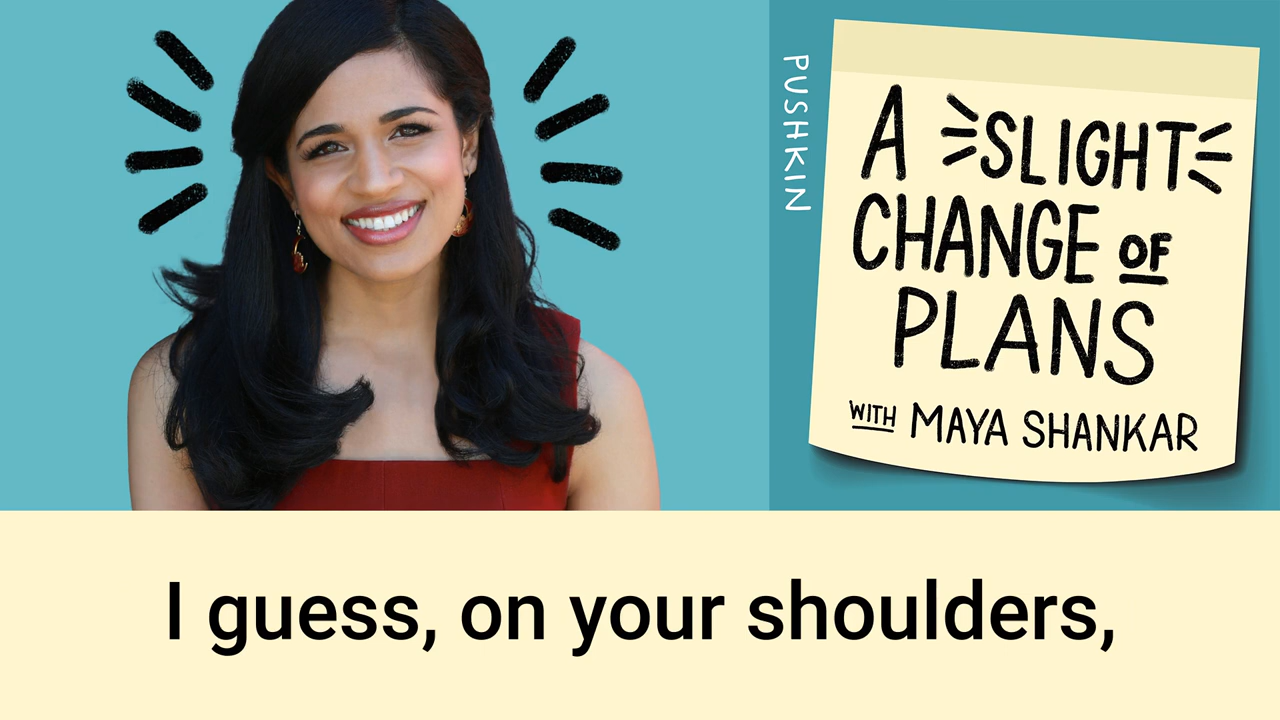 PUSHKIN
A SLIGHT
CHANGE OF
PLANS
WITH MAYA SHANKAR
I guess, on your shoulders,